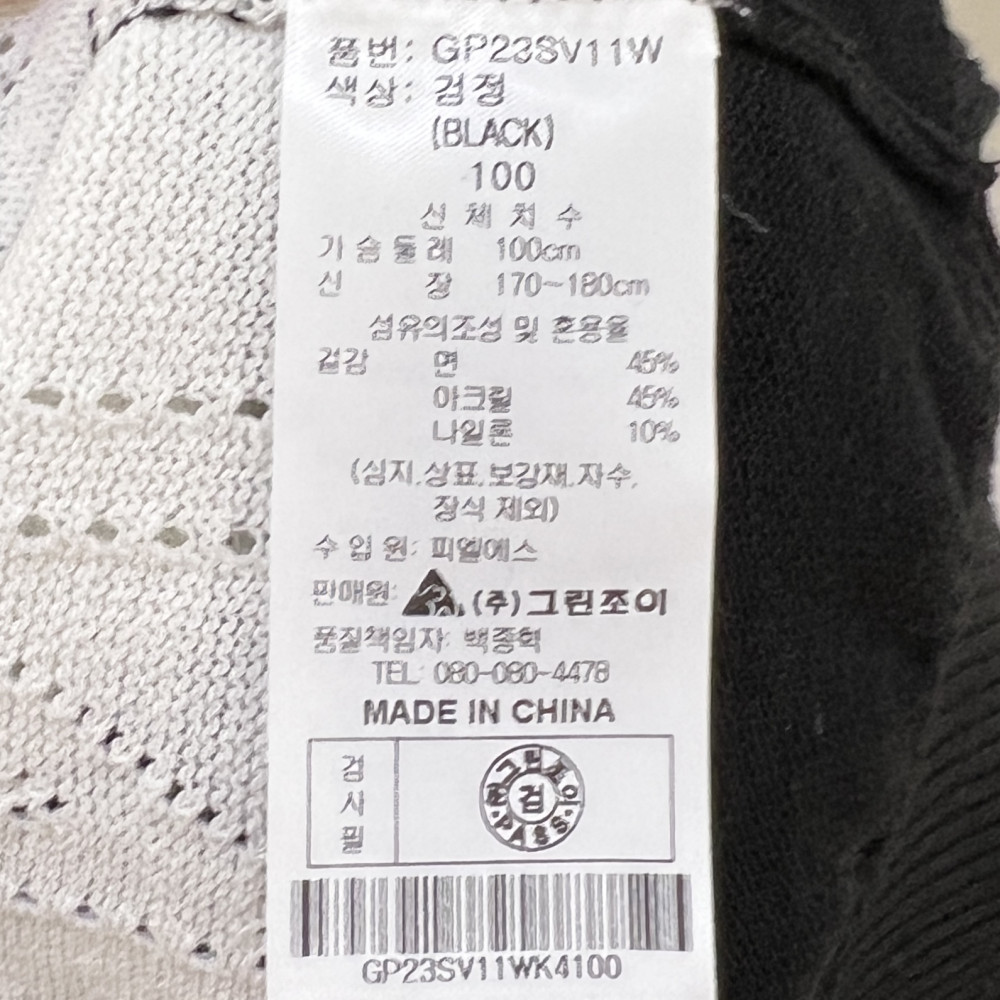 품번: GP23SV11W
색상: 검정
(BLACK)
100
신 체 치 수
가 슴 둘 레 100cm
신 장 170~180cm
섬유의조성 및 혼용율
겉감 면 45%
아크릴 45%
나일론 10%
(심지,상표,보강재,자수,
장식 제외)
수 입 원: 피엘에스
판매원: (주)그린조이
품질책임자: 백종혁
TEL: 080-080-4478
MADE IN CHINA
검
사
필
그린조이
검
PASS
GP23SV11WK4100